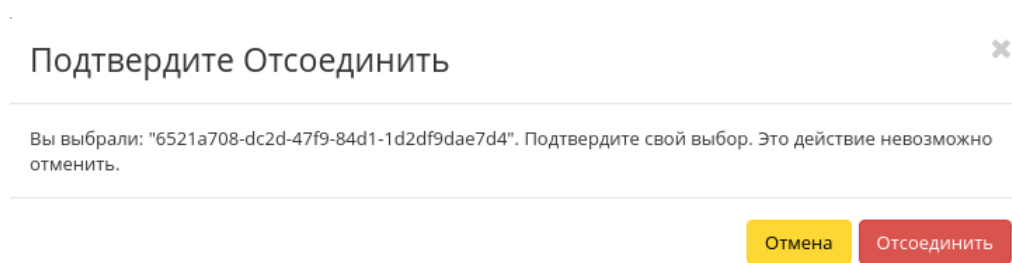 Подтвердите Отсоединить
Вы выбрали: "6521a708-dc2d-47f9-84d1-1d2df9dae7d4". Подтвердите свой выбор. Это действие невозможно
отменить.
Отмена
Отсоединить